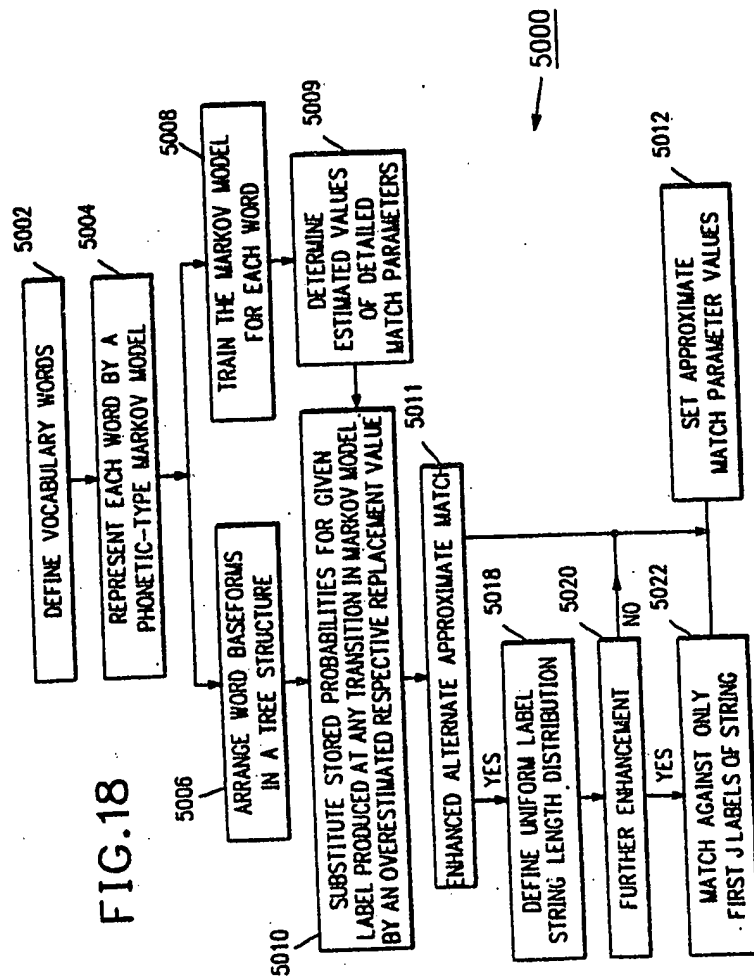 FIG.18
5000
5002
DEFINE VOCABULARY WORDS
5004
REPRESENT EACH WORD BY A
PHONETIC-TYPE MARKOV MODEL
5006
ARRANGE WORD BASEFORMS
IN A TREE STRUCTURE
5008
TRAIN THE MARKOV MODEL
FOR EACH WORD
5009
DETERMINE
ESTIMATED VALUES
OF DETAILED
MATCH PARAMETERS
5010
SUBSTITUTE STORED PROBABILITIES FOR GIVEN
LABEL PRODUCED AT ANY TRANSITION IN MARKOV MODEL
BY AN OVERESTIMATED RESPECTIVE REPLACEMENT VALUE
5011
ENHANCED ALTERNATE APPROXIMATE MATCH
YES
5018
DEFINE UNIFORM LABEL
STRING LENGTH DISTRIBUTION
5020
FURTHER ENHANCEMENT
NO
YES
5022
MATCH AGAINST ONLY
FIRST J LABELS OF STRING
5012
SET APPROXIMATE
MATCH PARAMETER VALUES